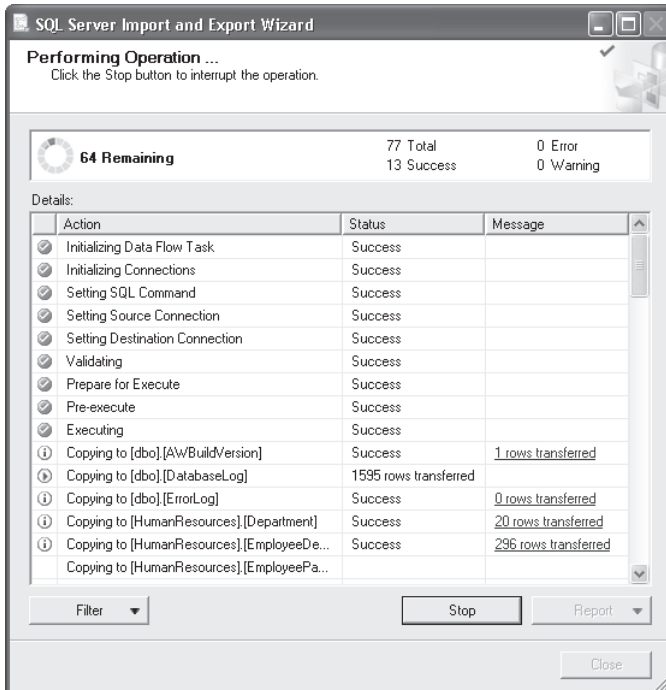 SQL Server Import and Export Wizard
Performing Operation ...
Click the Stop button to interrupt the operation.
64 Remaining
77 Total
0 Error
13 Success
0 Warning
Details:
Action Status Message
Initializing Data Flow Task Success
Initializing Connections Success
Setting SQL Command Success
Setting Source Connection Success
Setting Destination Connection Success
Validating Success
Prepare for Execute Success
Pre-execute Success
Executing Success
Copying to [dbo].[AWBuildVersion] Success 1 rows transferred
Copying to [dbo].[DatabaseLog] 1595 rows transferred
Copying to [dbo].[ErrorLog] Success 0 rows transferred
Copying to [HumanResources].[Department] Success 20 rows transferred
Copying to [HumanResources].[EmployeeDe... Success 296 rows transferred
Copying to [HumanResources].[EmployeePa...
Filter Stop Report
Close